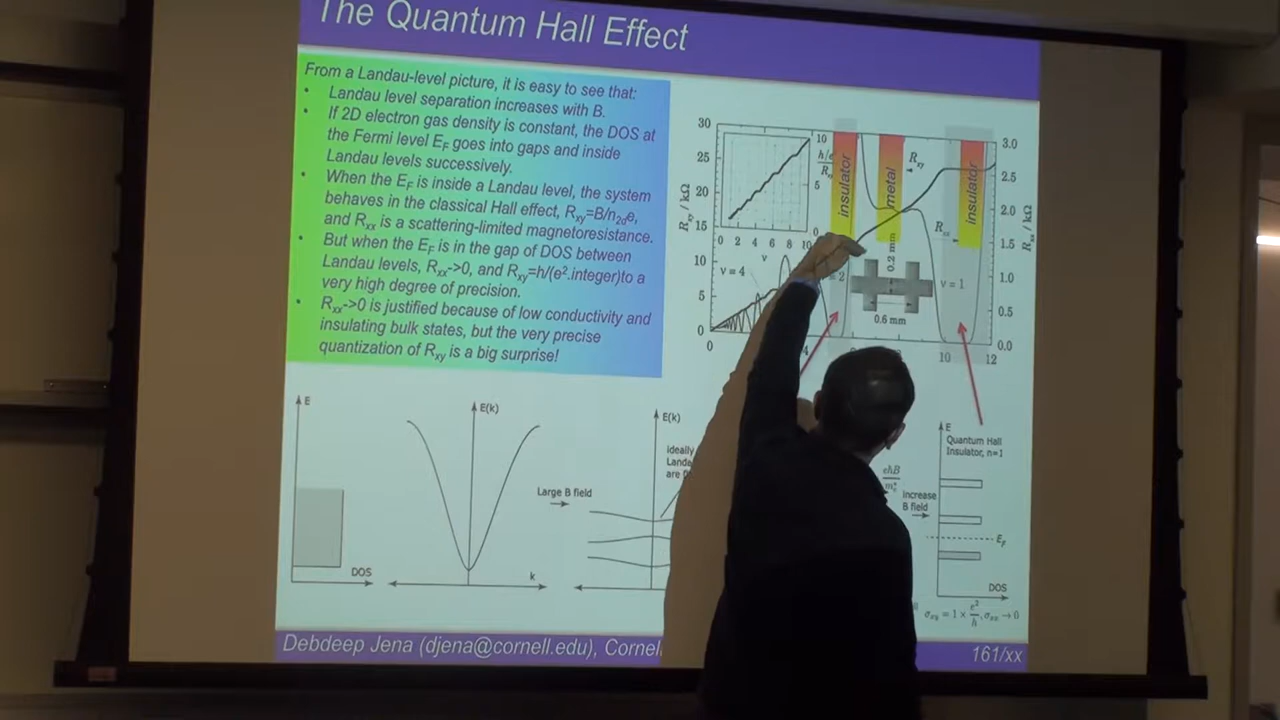 The Quantum Hall Effect
From a Landau-level picture, it is easy to see that:
• Landau level separation increases with B.
• If 2D electron gas density is constant, the DOS at
the Fermi level E_F goes into gaps and inside
Landau levels successively.
• When the E_F is inside a Landau level, the system
behaves in the classical Hall effect, R_xy=B/n_2d e,
and R_xx is a scattering-limited magnetoresistance.
• But when the E_F is in the gap of DOS between
Landau levels, R_xx->0, and R_xy=h/(e².integer)to a
very high degree of precision.
• R_xx->0 is justified because of low conductivity and
insulating bulk states, but the very precise
quantization of R_xy is a big surprise!
30
25
20
15
10
5
0
R_xy / kΩ
10
5
0
0 2 4 6 8 10
ν
ν = 4
insulator
metal
insulator
R_xy
R_xx
0.2 mm
0.6 mm
ν = 1
3.0
2.5
2.0
1.5
1.0
0.5
0.0
R_xx / kΩ
0
4
10
12
E
DOS
E(k)
k
Large B field
E(k)
Ideally
ehB
increase
B field
E
Quantum Hall
Insulator, n=1
E_F
DOS
σ_xy = 1 × e²/h, σ_xx → 0
Debdeep Jena (djena@cornell.edu), Cornel
161/xx